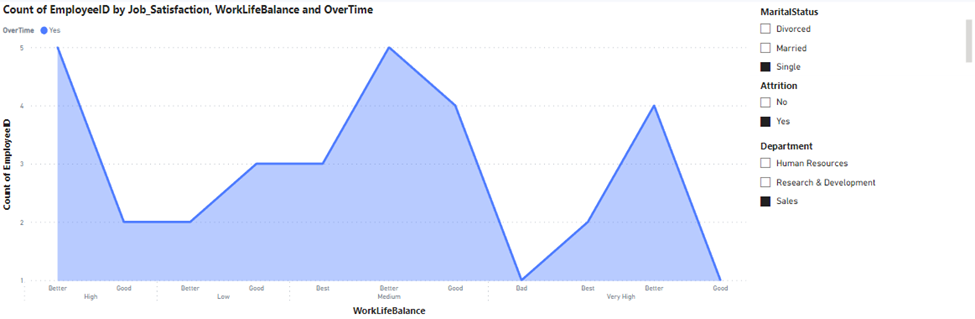 Count of EmployeeID by Job_Satisfaction, WorkLifeBalance and OverTime
OverTime Yes
Count of EmployeeID
5
4
3
2
1
Better Good Better Good Best Better Good Bad Best Better Good
High Low Medium Very High
WorkLifeBalance
MaritalStatus
Divorced
Married
Single
Attrition
No
Yes
Department
Human Resources
Research & Development
Sales